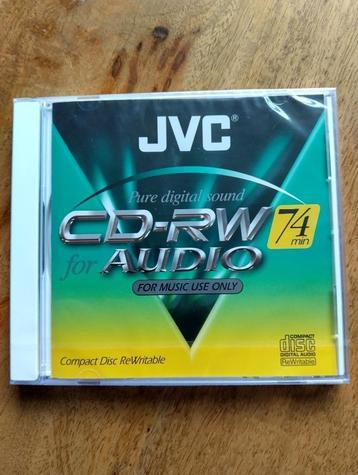 JVC®
Pure digital sound
CD-RW 74 min
for AUDIO
FOR MUSIC USE ONLY
Compact Disc ReWritable
COMPACT
disc
DIGITAL AUDIO
ReWritable